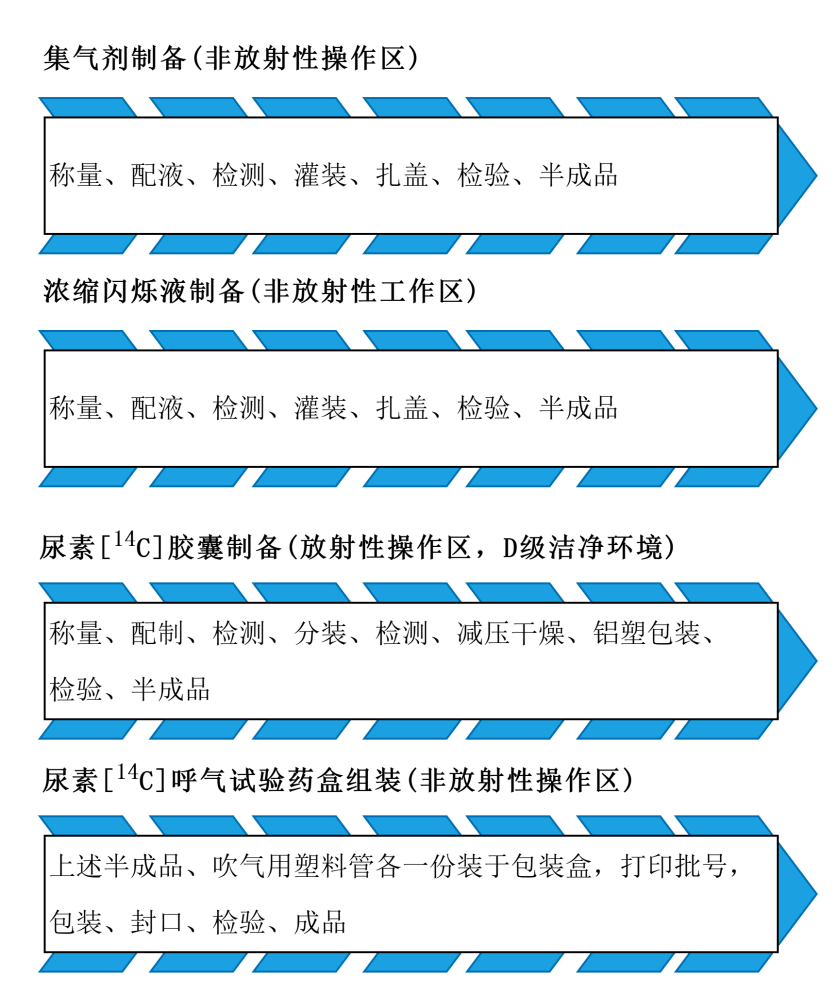 集气剂制备(非放射性操作区)
称量、配液、检测、灌装、扎盖、检验、半成品
浓缩闪烁液制备(非放射性工作区)
称量、配液、检测、灌装、扎盖、检验、半成品
尿素[¹⁴C]胶囊制备(放射性操作区，D级洁净环境)
称量、配制、检测、分装、检测、减压干燥、铝塑包装、
检验、半成品
尿素[¹⁴C]呼气试验药盒组装(非放射性操作区)
上述半成品、吹气用塑料管各一份装于包装盒，打印批号，
包装、封口、检验、成品